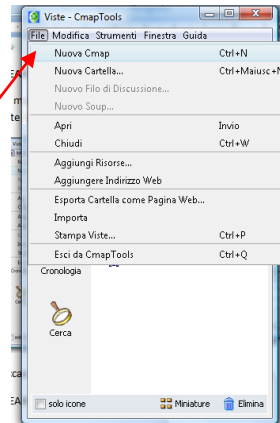 Viste - CmapTools
File Modifica Strumenti Finestra Guida
Nuova Cmap Ctrl+N
Nuova Cartella... Ctrl+Maiusc+N
Nuovo Filo di Discussione...
Nuovo Soup...
Apri Invio
Chiudi Ctrl+W
Aggiungi Risorse...
Aggiungere Indirizzo Web
Esporta Cartella come Pagina Web...
Importa
Stampa Viste... Ctrl+P
Esci da CmapTools Ctrl+Q
Cronologia
Cerca
solo icone Miniature Elimina